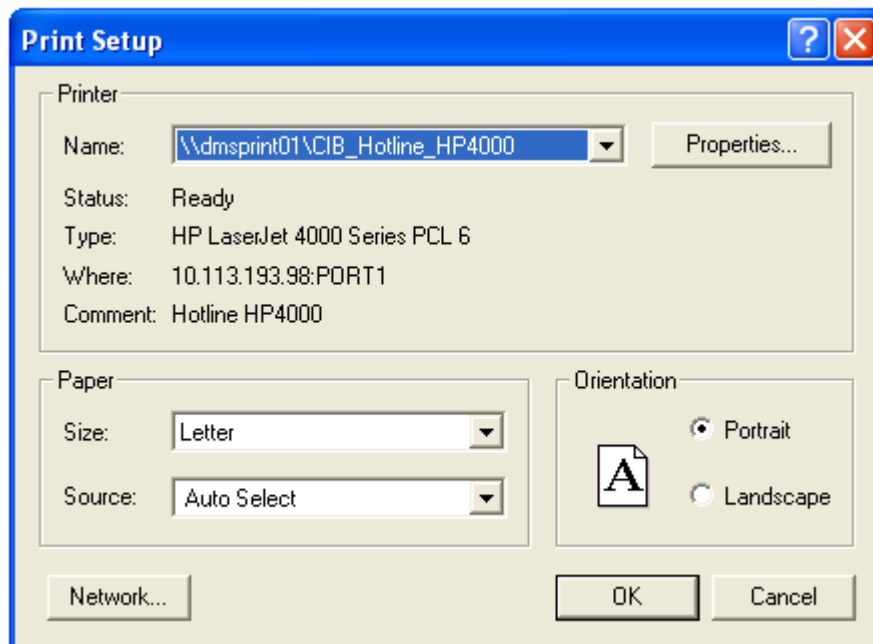 Print Setup
Printer
Name: \\dmsprint01\CIB_Hotline_HP4000 Properties...
Status: Ready
Type: HP LaserJet 4000 Series PCL 6
Where: 10.113.193.98:PORT1
Comment: Hotline HP4000
Paper
Size: Letter
Source: Auto Select
Orientation
A
Portrait
Landscape
Network... OK Cancel